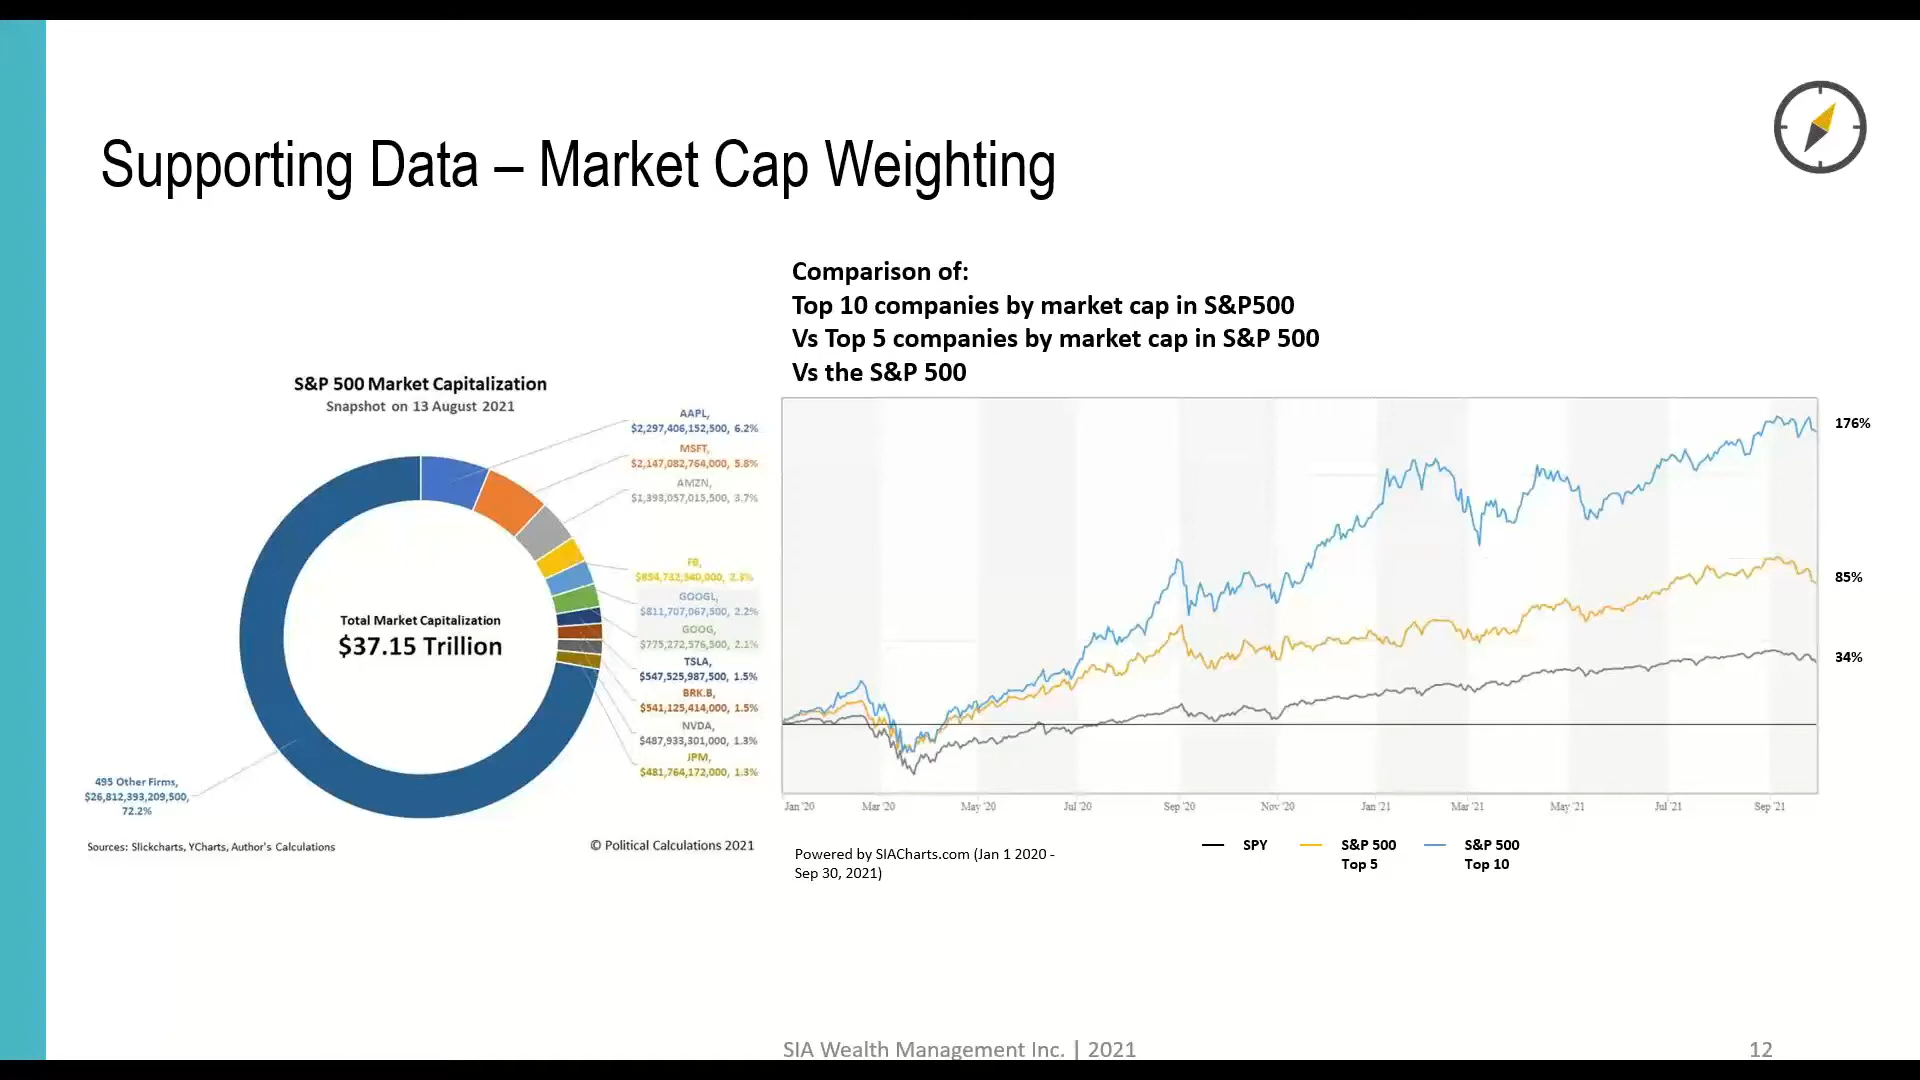 Supporting Data – Market Cap Weighting
Comparison of:
Top 10 companies by market cap in S&P500
Vs Top 5 companies by market cap in S&P 500
Vs the S&P 500
S&P 500 Market Capitalization
Snapshot on 13 August 2021
AAPL,
$2,297,406,152,500, 6.2%
MSFT,
$2,147,082,764,000, 5.8%
AMZN,
$1,393,057,015,500, 3.7%
FB,
2.3%
GOOGL,
$811,707,067,500, 2.2%
GOOG,
$775,272,576,500, 2.1%
TSLA,
$547,525,987,500, 1.5%
BRK.B,
$541,125,414,000, 1.5%
NVDA,
$487,933,301,000, 1.3%
JPM,
$481,764,172,000, 1.3%
Total Market Capitalization
$37.15 Trillion
495 Other Firms,
$26,812,393,209,500,
72.2%
Sources: Slickcharts, YCharts, Author's Calculations
© Political Calculations 2021
176%
85%
34%
Jan '20 Mar '20 May '20 Jul '20 Sep '20 Nov '20 Jan '21 Mar '21 May '21 Jul '21 Sep '21
Powered by SIACharts.com (Jan 1 2020 -
Sep 30, 2021)
SPY
S&P 500
Top 5
S&P 500
Top 10
SIA Wealth Management Inc. | 2021
12